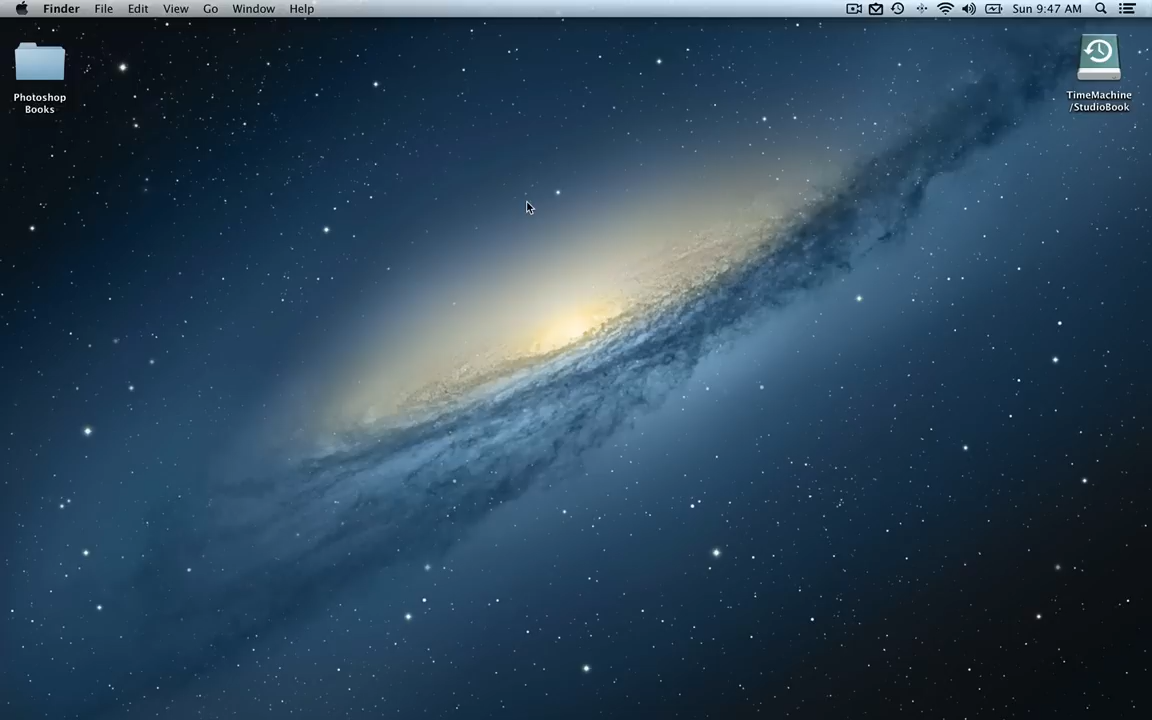 Finder File Edit View Go Window Help Sun 9:47 AM
Photoshop
Books
TimeMachine
/StudioBook